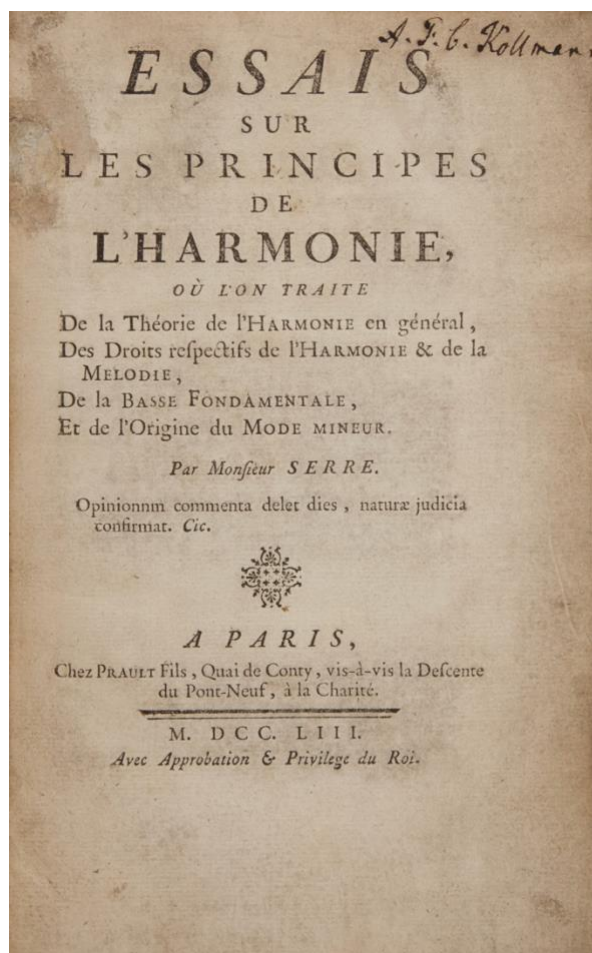 A. F. C. Kollmann.
ESSAIS
SUR
LES PRINCIPES
DE
L'HARMONIE,
OÙ L'ON TRAITE
De la Théorie de l'HARMONIE en général,
Des Droits reſpectifs de l'HARMONIE & de la
MELODIE,
De la BASSE FONDAMENTALE,
Et de l'Origine du MODE MINEUR.
Par Monſieur SERRE.
Opinionnm commenta delet dies, naturæ judicia
confirmat. Cic.
A PARIS,
Chez PRAULT Fils, Quai de Conty, vis-à-vis la Deſcente
du Pont-Neuf, à la Charité.
M. DCC. LIII.
Avec Approbation & Privilege du Roi.